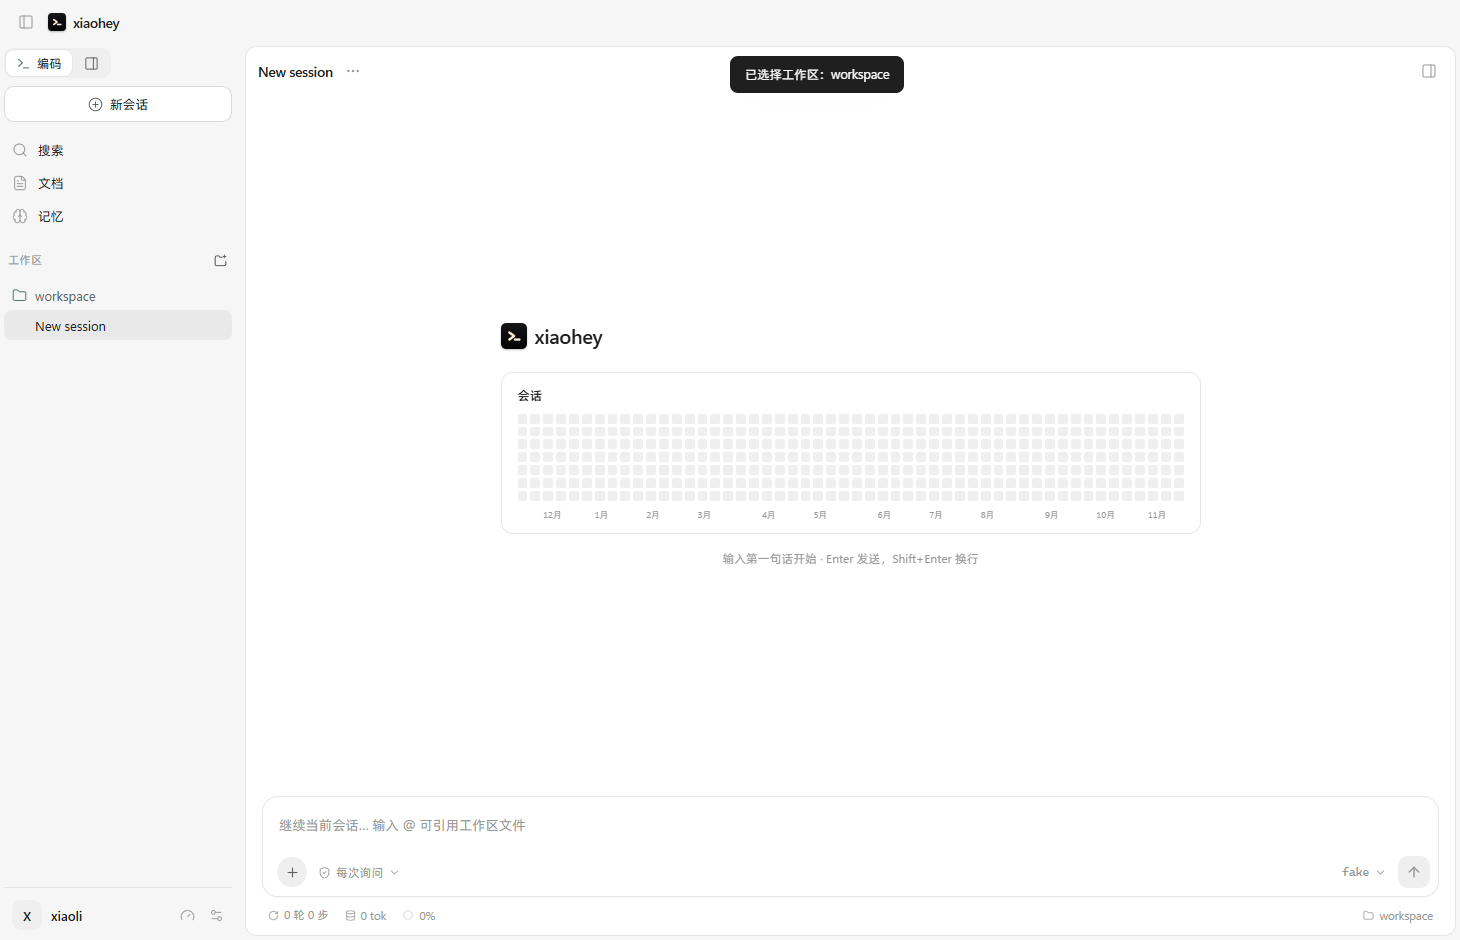 xiaohey
编码
新会话
搜索
文档
记忆
工作区
workspace
New session
X xiaoli
New session ...
已选择工作区：workspace
xiaohey
会话
12月 1月 2月 3月 4月 5月 6月 7月 8月 9月 10月 11月
输入第一句话开始 · Enter 发送，Shift+Enter 换行
继续当前会话... 输入 @ 可引用工作区文件
每次询问
fake
0 轮 0 步 0 tok 0%
workspace